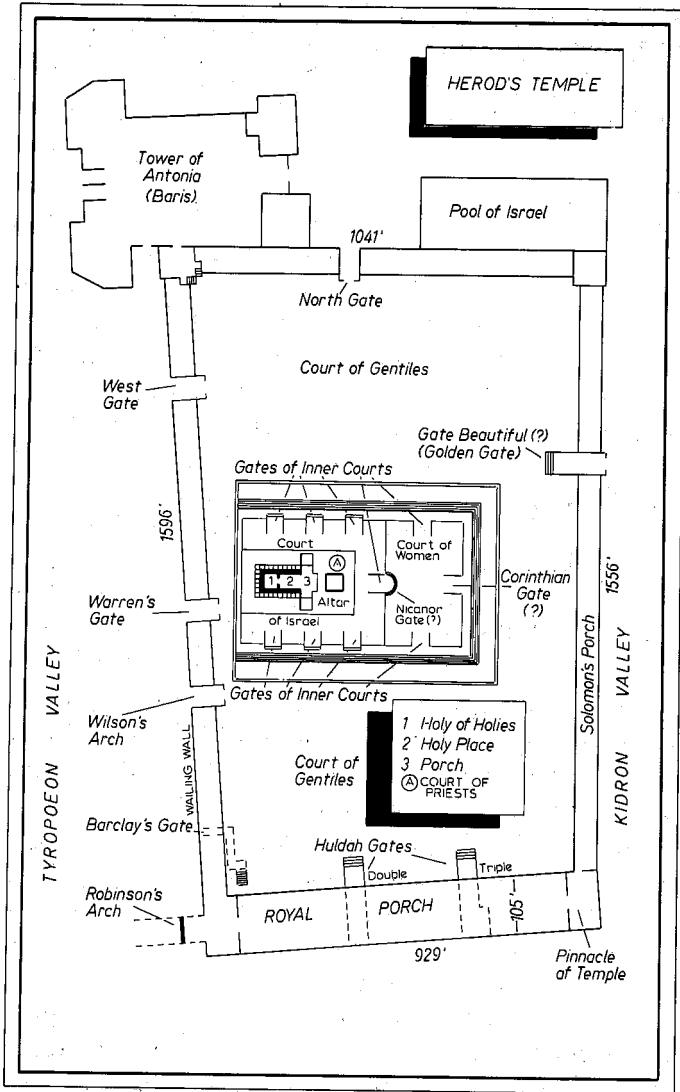 HEROD'S TEMPLE
Tower of
Antonia
(Baris)
Pool of Israel
1041'
North Gate
Court of Gentiles
West
Gate
Gate Beautiful (?)
(Golden Gate)
Gates of Inner Courts
1596'
Court
A
Court of
Women
1 2 3
Altar
Nicanor
Gate (?)
Corinthian
Gate
(?)
1556'
of Israel
Warren's
Gate
Gates of Inner Courts
Wilson's
Arch
TYROPOEON VALLEY
WAILING WALL
Solomon's Porch
KIDRON VALLEY
Court of
Gentiles
1 Holy of Holies
2 Holy Place
3 Porch
A COURT OF
PRIESTS
Barclay's Gate
Huldah Gates
Double
Triple
Robinson's
Arch
ROYAL PORCH
105'
929'
Pinnacle
of Temple